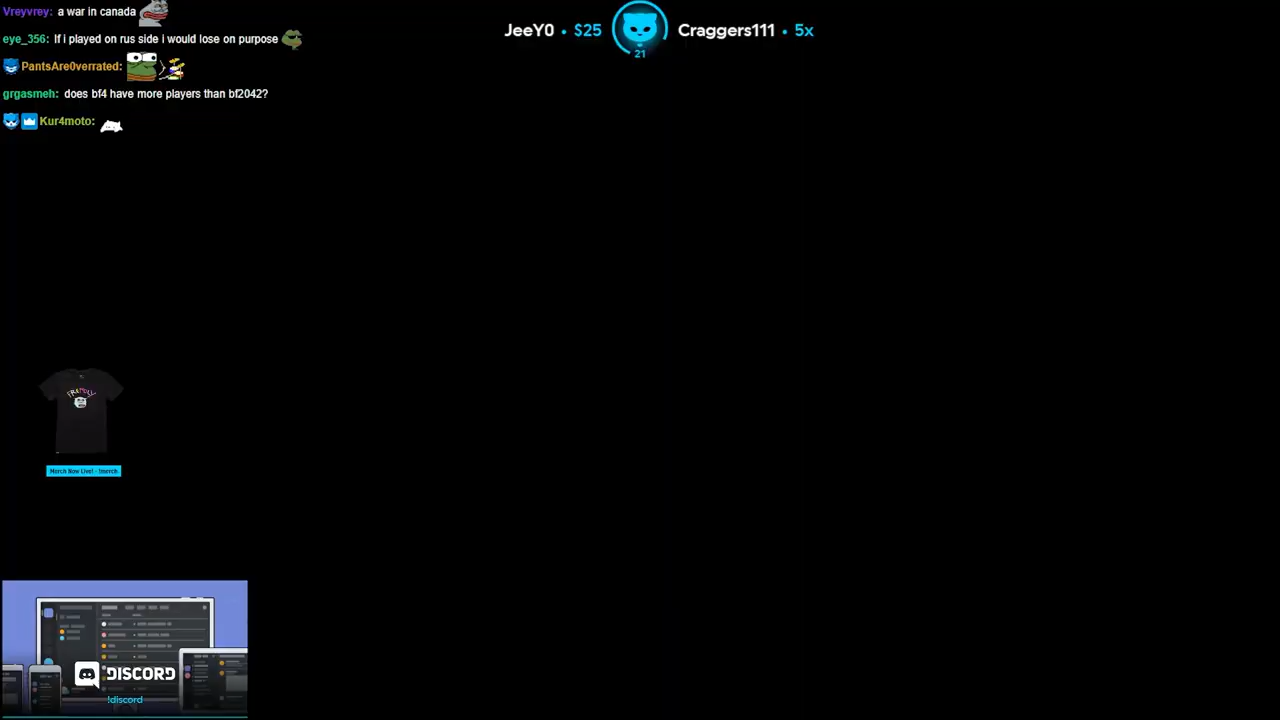 Vreyvrey: a war in canada
eye_356: If i played on rus side i would lose on purpose
PantsAre0verrated:
grgasmeh: does bf4 have more players than bf2042?
Kur4moto:
JeeY0 • $25
21
Craggers111 • 5x
FRENDLY
Merch Now Live! - !merch
DISCORD
!discord